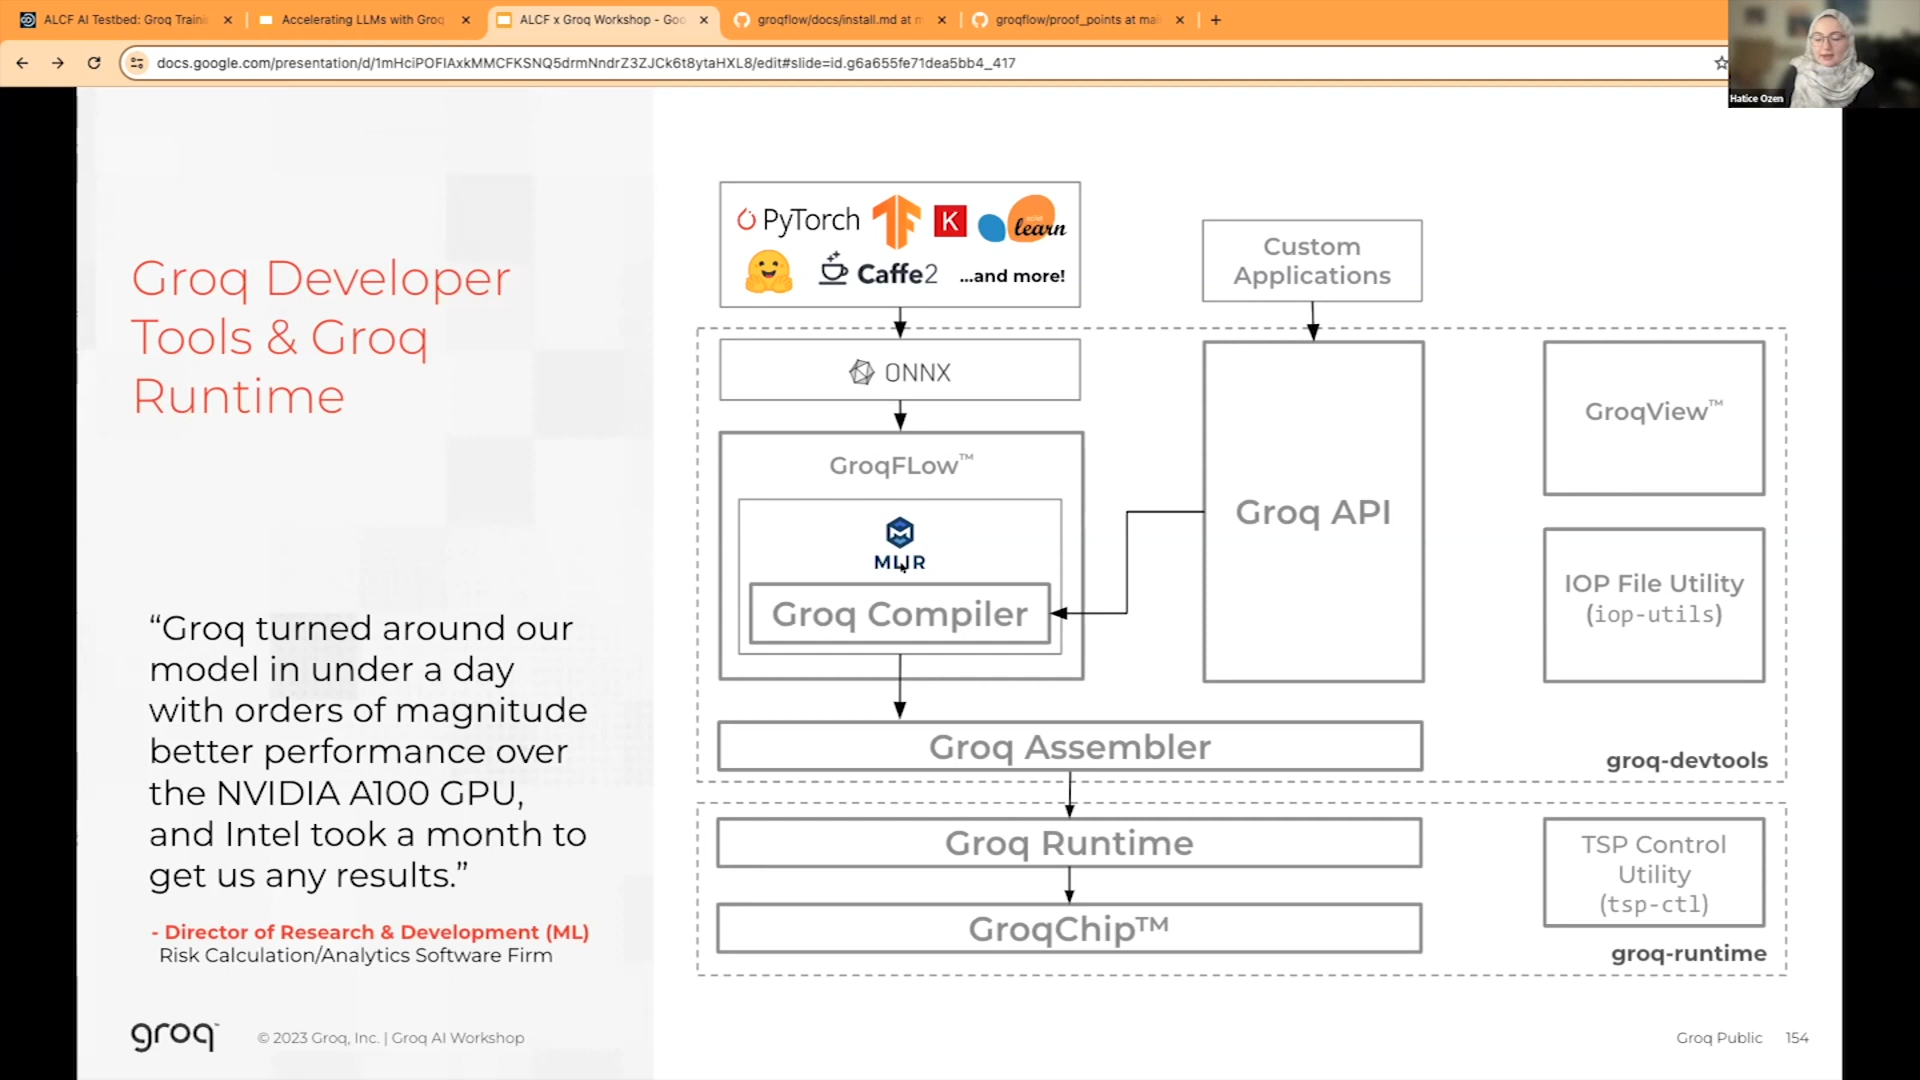 ALCF AI Testbed: Groq Traini
Accelerating LLMs with Groq
ALCF x Groq Workshop - Goo
groqflow/docs/install.md at m
groqflow/proof_points at mai
docs.google.com/presentation/d/1mHciPOFIAxkMMCFKSNQ5drmNndrZ3ZJCk6t8ytaHXL8/edit#slide=id.g6a655fe71dea5bb4_417
Hatice Ozen
Groq Developer
Tools & Groq
Runtime
“Groq turned around our
model in under a day
with orders of magnitude
better performance over
the NVIDIA A100 GPU,
and Intel took a month to
get us any results.”
- Director of Research & Development (ML)
Risk Calculation/Analytics Software Firm
PyTorch
K
learn
Caffe2
...and more!
Custom
Applications
ONNX
GroqFLow™
MLIR
Groq Compiler
Groq API
GroqView™
IOP File Utility
(iop-utils)
Groq Assembler
groq-devtools
Groq Runtime
GroqChip™
TSP Control
Utility
(tsp-ctl)
groq-runtime
groq™
© 2023 Groq, Inc. | Groq AI Workshop
Groq Public 154